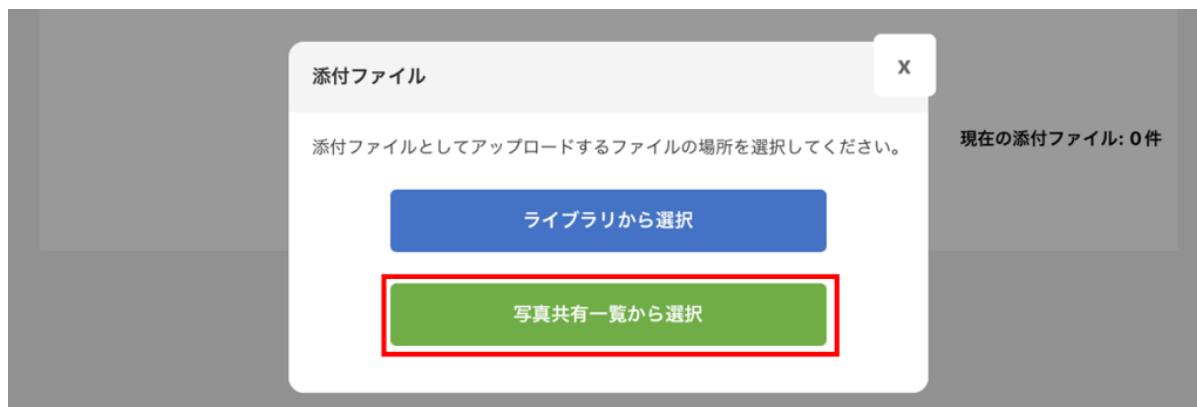 添付ファイル
x
添付ファイルとしてアップロードするファイルの場所を選択してください。
現在の添付ファイル: 0件
ライブラリから選択
写真共有一覧から選択